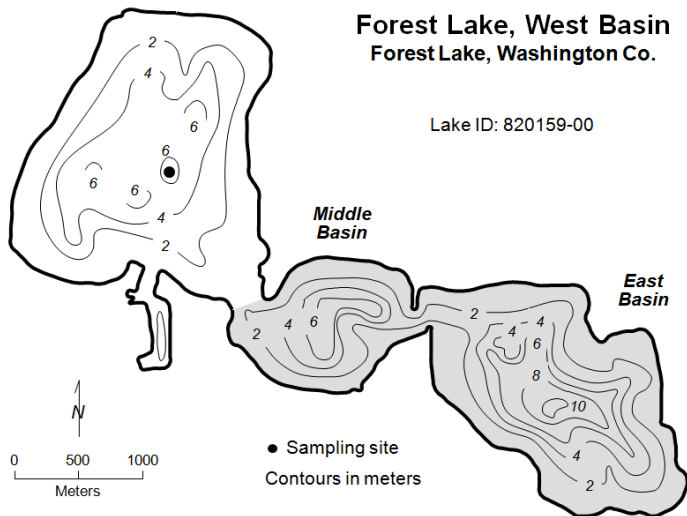 Forest Lake, West Basin
Forest Lake, Washington Co.
Lake ID: 820159-00
2
4
6
6
6
6
4
2
Middle
Basin
2
4
6
East
Basin
2
4
4
6
8
10
4
2
N
0 500 1000
Meters
Sampling site
Contours in meters